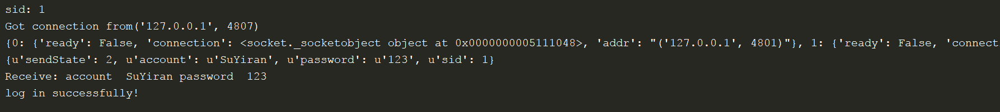 sid: 1
Got connection from('127.0.0.1', 4807)
{0: {'ready': False, 'connection': <socket._socketobject object at 0x0000000005111048>, 'addr': "('127.0.0.1', 4801)"}, 1: {'ready': False, 'connect
{u'sendState': 2, u'account': u'SuYiran', u'password': u'123', u'sid': 1}
Receive: account  SuYiran password  123
log in successfully!